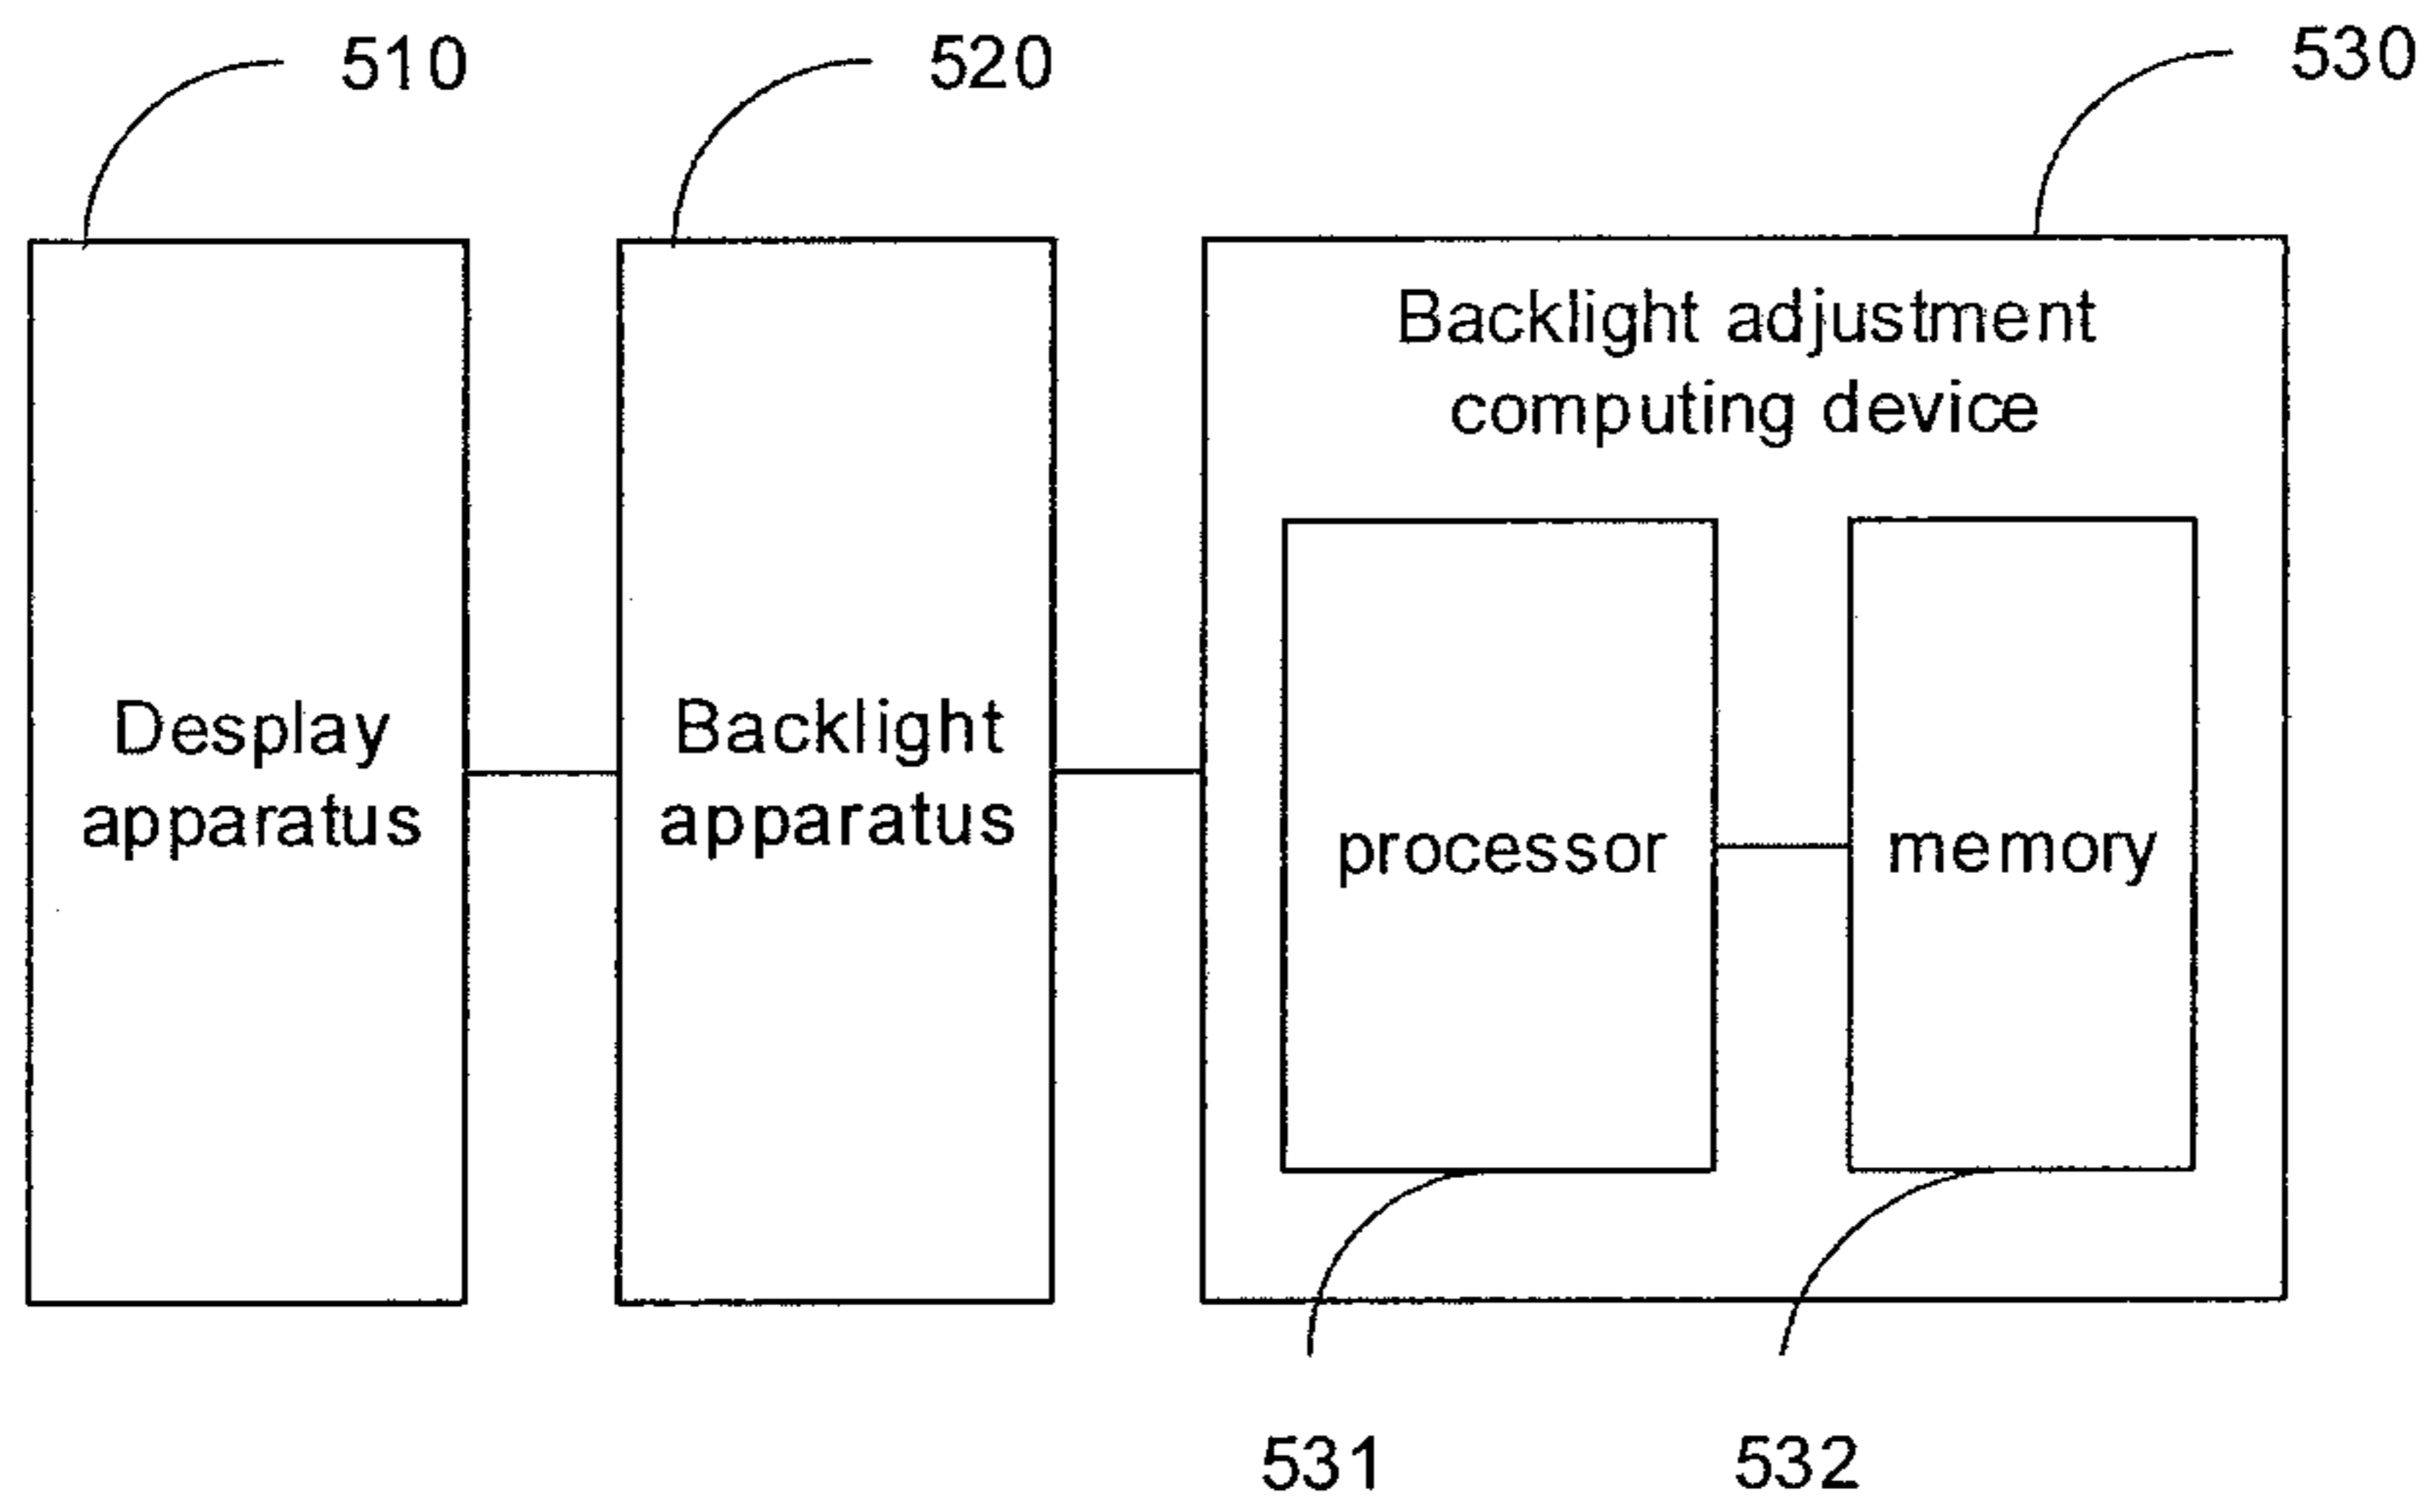 510
520
530
Backlight adjustment
computing device
Desplay
apparatus
Backlight
apparatus
processor
memory
531
532